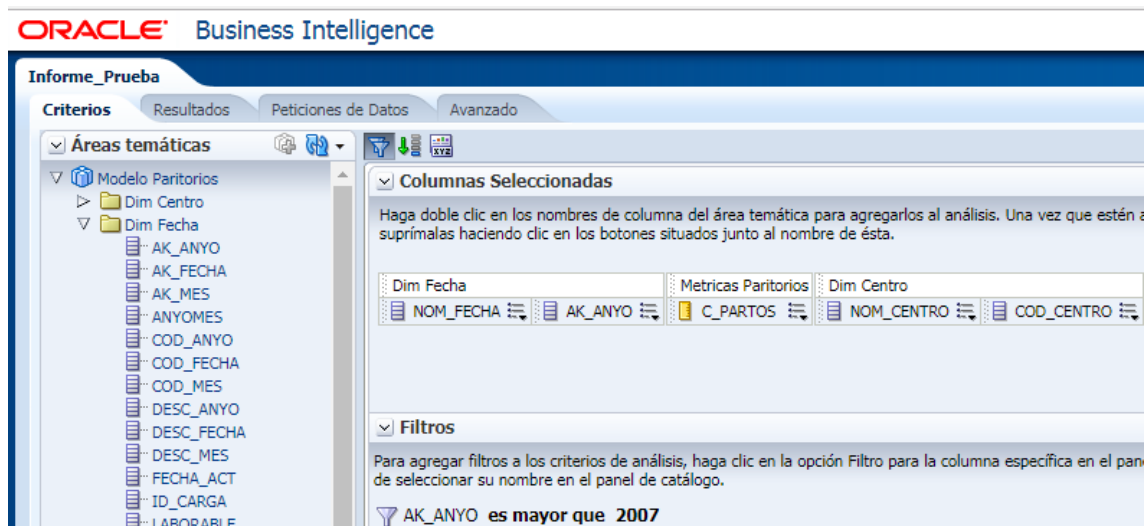 ORACLE Business Intelligence
Informe_Prueba
Criterios Resultados Peticiones de Datos Avanzado
Áreas temáticas
Modelo Paritorios
Dim Centro
Dim Fecha
AK_ANYO
AK_FECHA
AK_MES
ANYOMES
COD_ANYO
COD_FECHA
COD_MES
DESC_ANYO
DESC_FECHA
DESC_MES
FECHA_ACT
ID_CARGA
LABORABLE
XYZ
Columnas Seleccionadas
Haga doble clic en los nombres de columna del área temática para agregarlos al análisis. Una vez que estén
suprímalas haciendo clic en los botones situados junto al nombre de ésta.
Dim Fecha Metricas Paritorios Dim Centro
NOM_FECHA AK_ANYO C_PARTOS NOM_CENTRO COD_CENTRO
Filtros
Para agregar filtros a los criterios de análisis, haga clic en la opción Filtro para la columna específica en el
de seleccionar su nombre en el panel de catálogo.
AK_ANYO es mayor que 2007